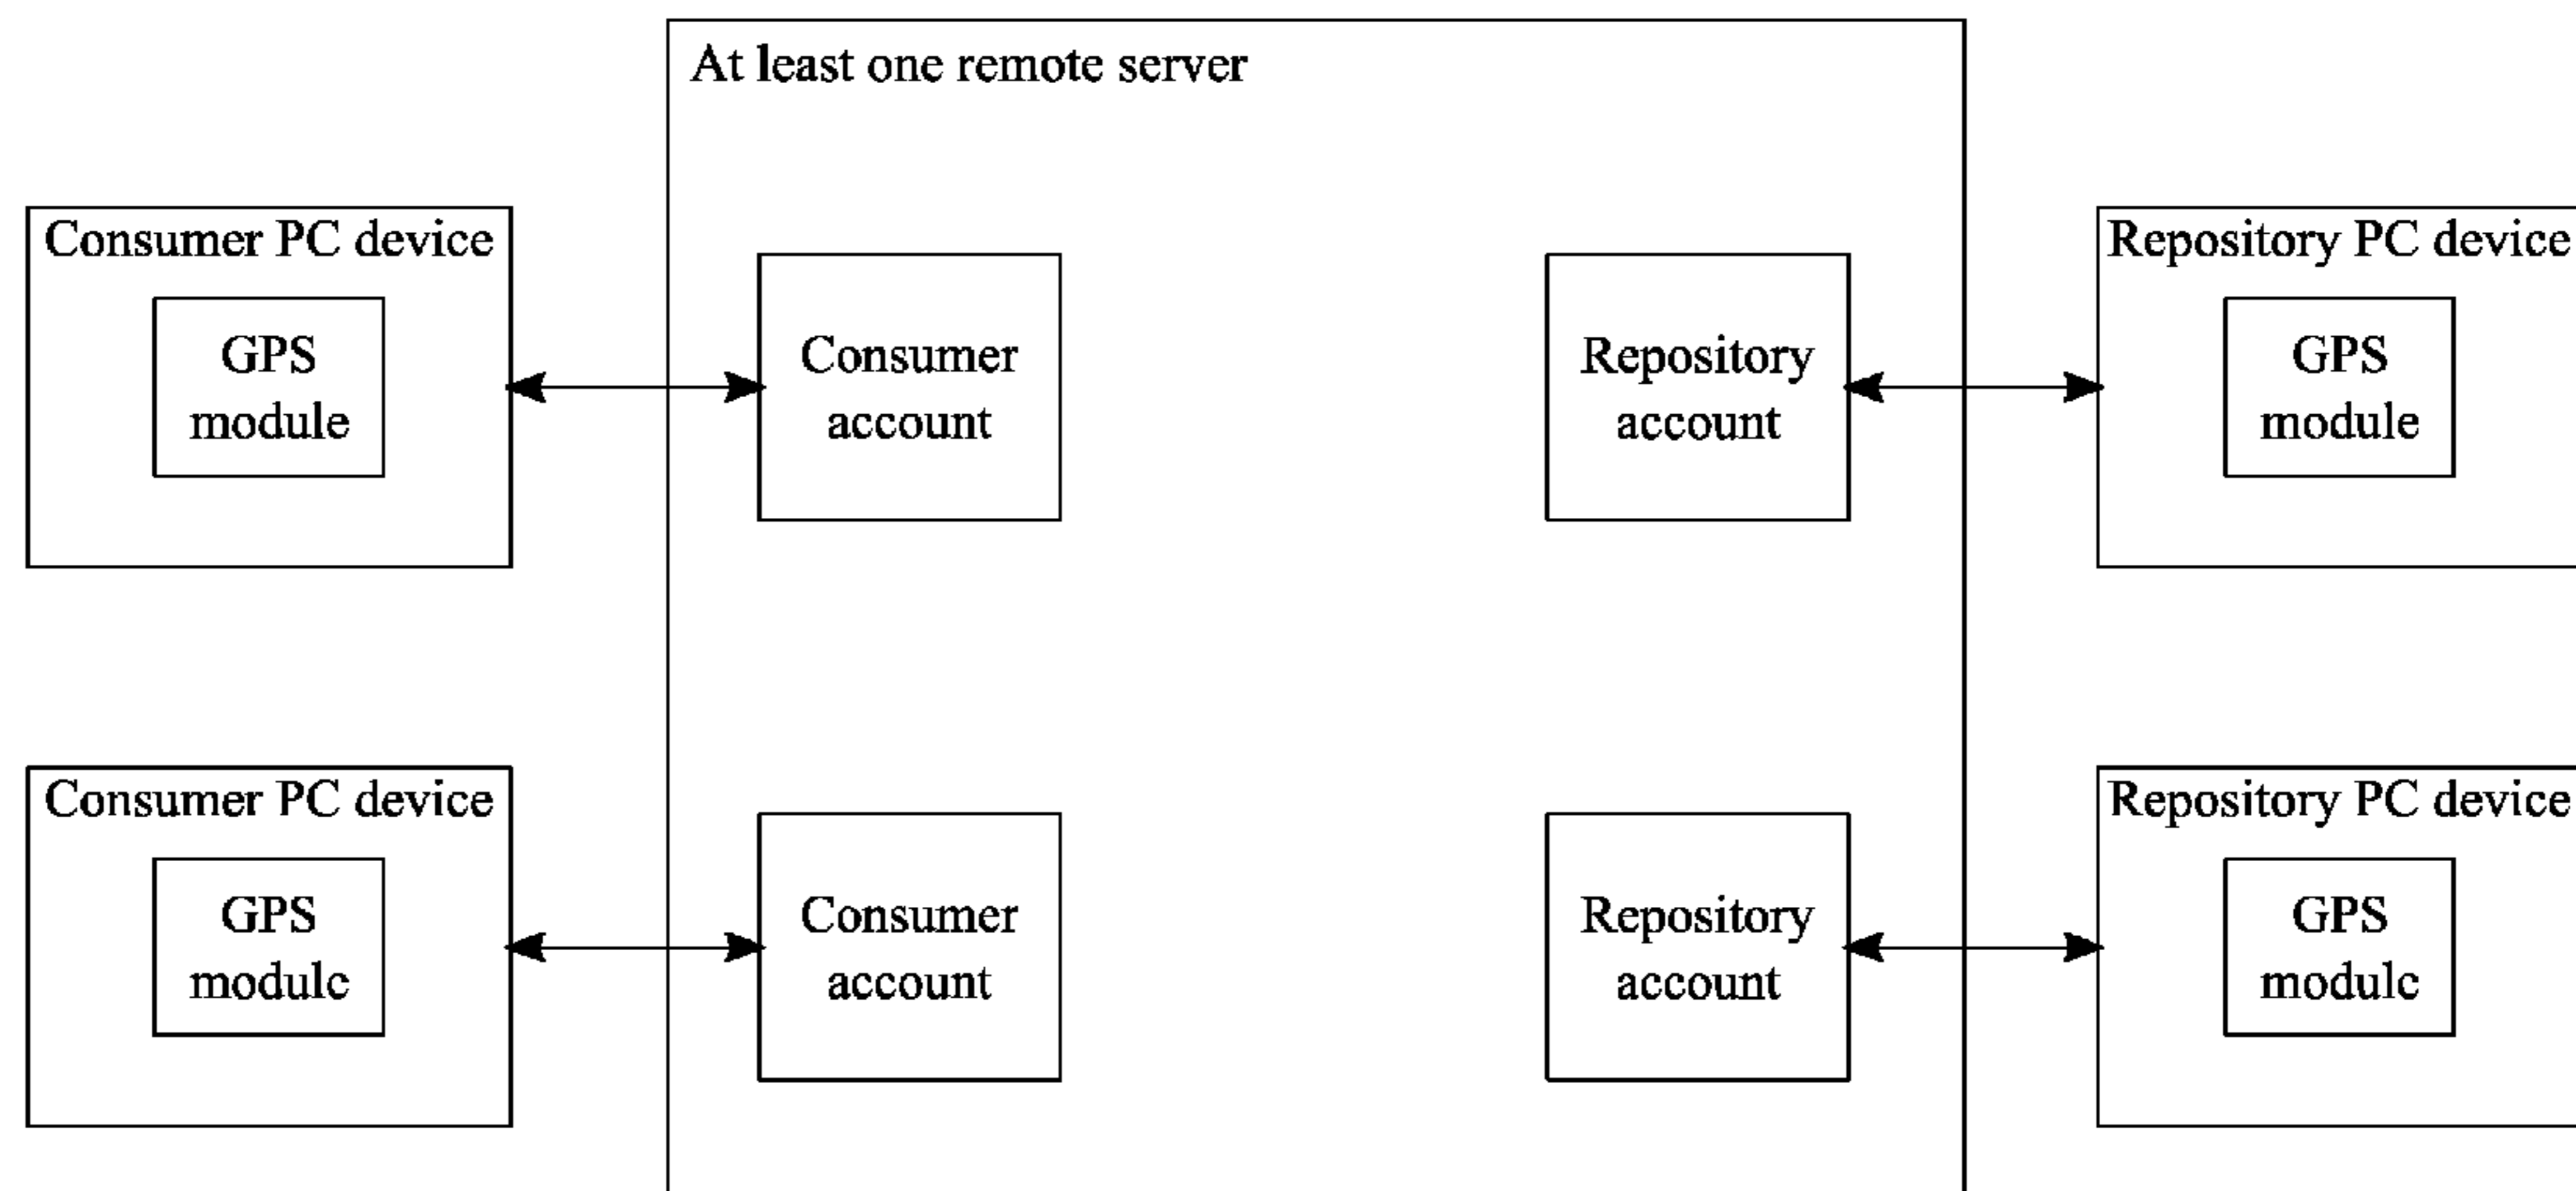 At least one remote server
Consumer PC device
GPS
module
Consumer
account
Repository
account
Repository PC device
GPS
module
Consumer PC device
GPS
module
Consumer
account
Repository
account
Repository PC device
GPS
module